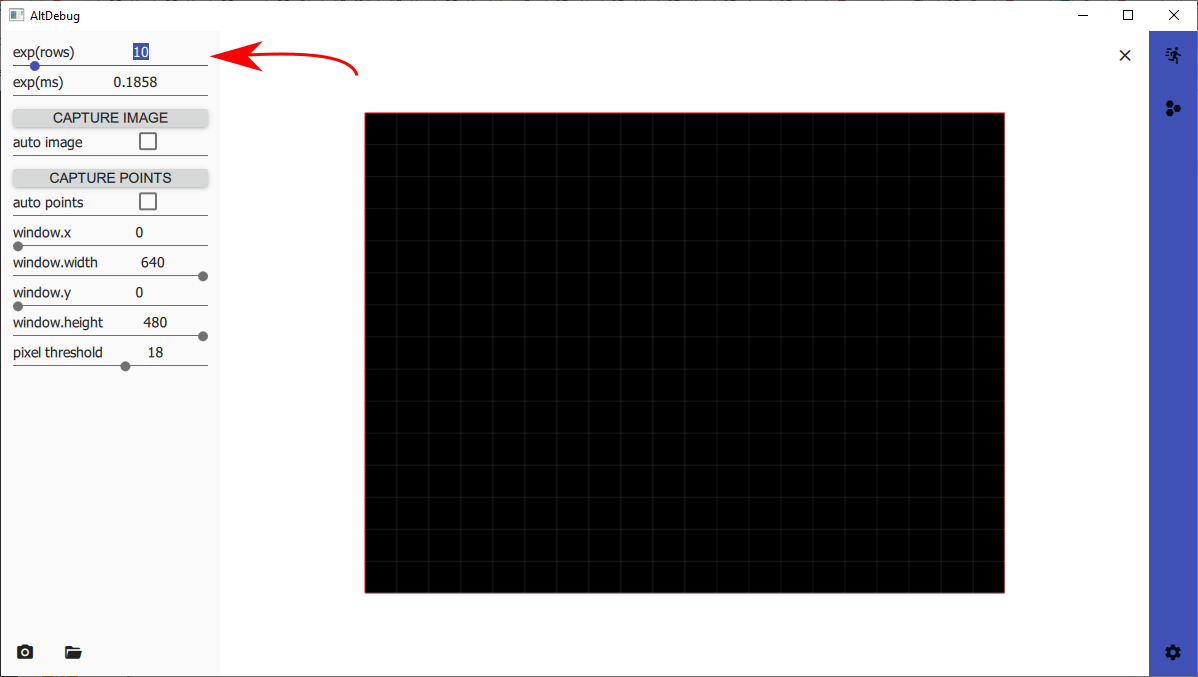 AltDebug
exp(rows) 10
exp(ms) 0.1858
CAPTURE IMAGE
auto image
CAPTURE POINTS
auto points
window.x 0
window.width 640
window.y 0
window.height 480
pixel threshold 18